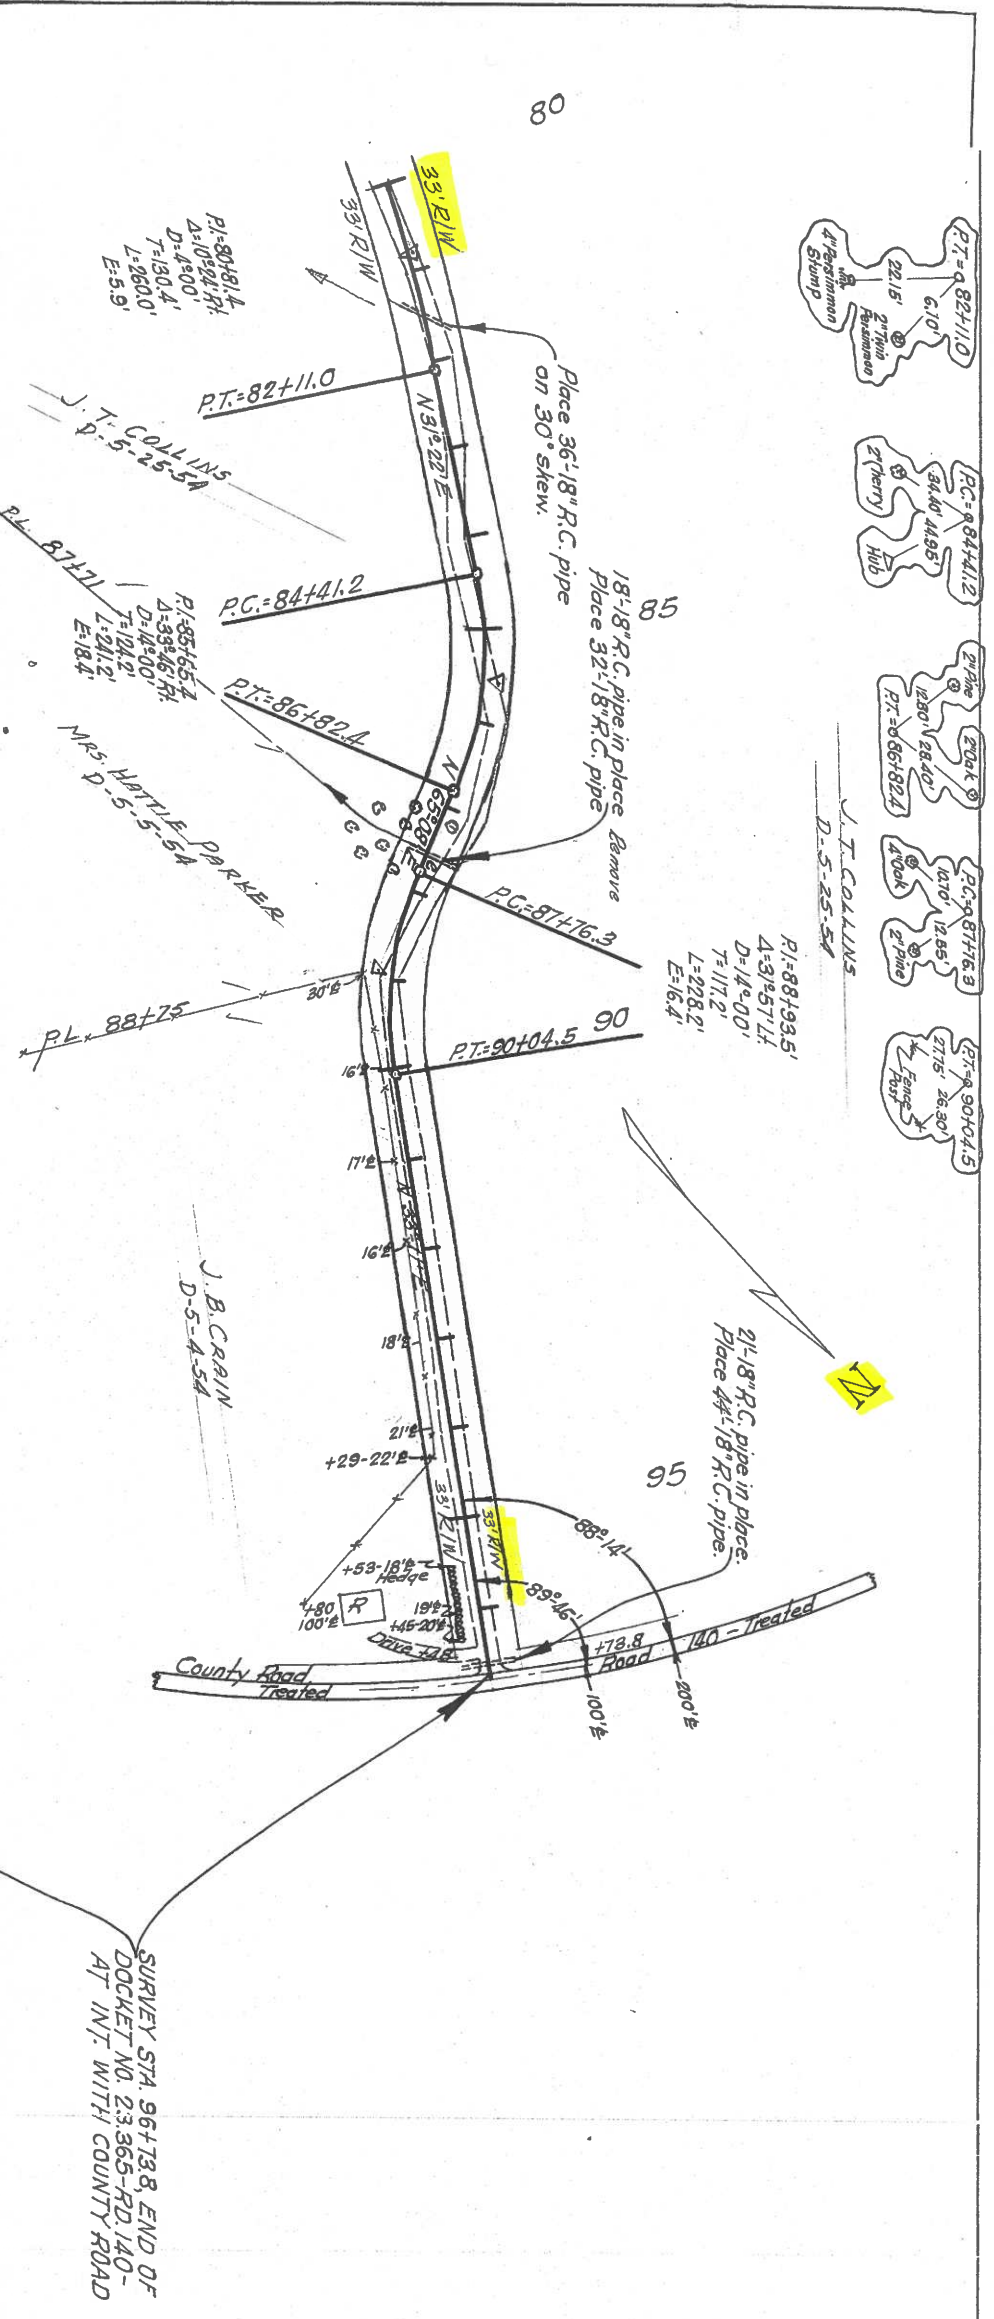 80
33' R/W
33' R/W
P.I.=80+81.4
Δ=10°24' Rt.
D=4°00'
T=130.4'
L=260.0'
E=5.9'
P.T.=82+11.0
N31°22'E
Place 36'-18" R.C. pipe
on 30° skew.
J. T. COLLINS
D-5-25-5A
P.C.=84+41.2
85
18'-18" R.C. pipe in place Remove
Place 32'-18" R.C. pipe
P.L. 87+71
P.I.=85+65.4
Δ=33°46' Rt.
D=14°00'
T=124.2'
L=241.2'
E=18.4'
P.T.=86+82.4
N 65°08' E
MRS. HATTIE PARKER
D-5-5-5A
P.C.=87+76.3
P.I.=88+93.5'
Δ=31°57' Lt.
D=14°-00'
T=117.2'
L=228.2'
E=16.4'
30'℄
P.L. 88+75
90
P.T.=90+04.5
16'℄
17'℄
N-33°-11'-E
16'℄
18'℄
21'℄
+29-22'℄
J. B. CRAIN
D-5-4-5A
P.T.= 82+11.0
6.10'
22.15'
2" Twin
Persimmon
4" Persimmon
Stump
P.C.= 84+41.2
34.40' 44.95'
2" Cherry
Hub
2" Pine
2" Oak
12.80' 28.40'
P.T.= 86+82.4
J. T. COLLINS
D-5-25-5A
P.C.= 87+76.3
10.70' 12.55'
4" Oak
2" Pine
P.T.= 90+04.5
27.75' 26.30'
Fence
Post
N
21'-18" R.C. pipe in place.
Place 44'-18" R.C. pipe.
95
88°-14'
89°-46'
33' R/W
33' R/W
+53-18'℄
Hedge
R
+80
100'℄
19'℄
+45-20'℄
Drive +48
County Road
Treated
+73.8
Road 140 - Treated
100'℄
200'℄
SURVEY STA. 96+73.8, END OF
DOCKET NO. 23.365-RD. 140-
AT INT. WITH COUNTY ROAD